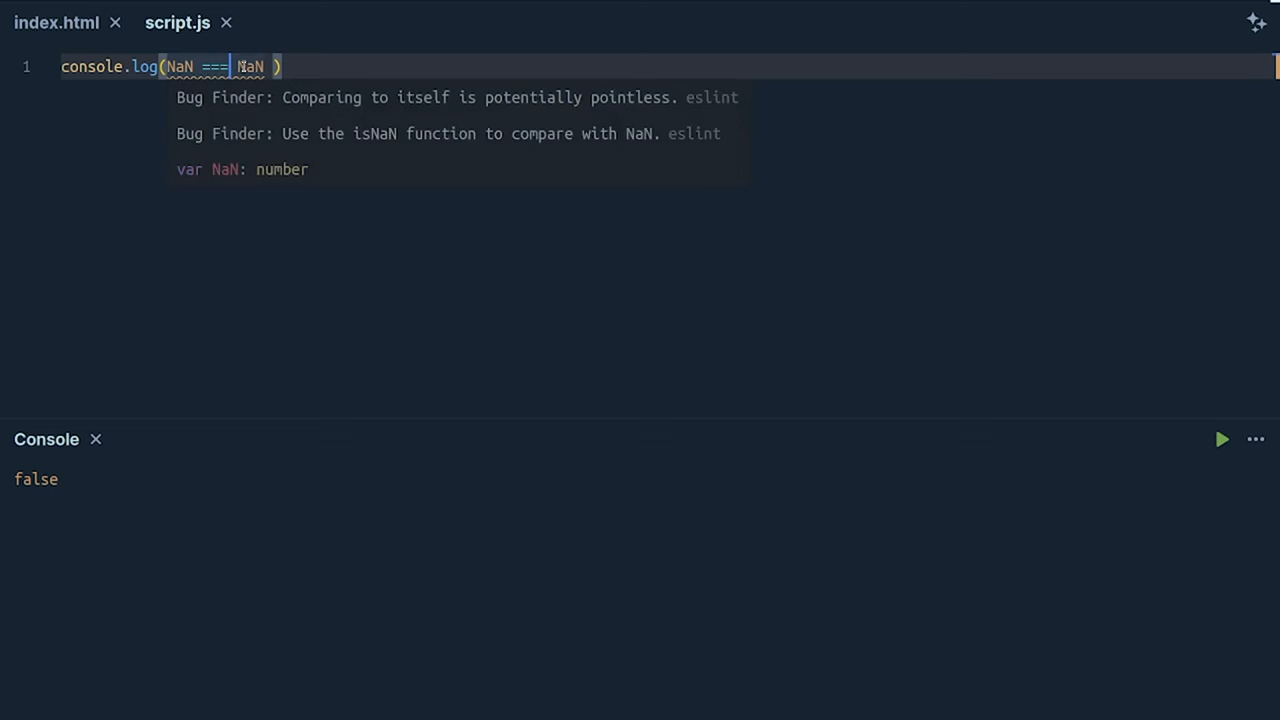 index.html
script.js
1 console.log(NaN === NaN )
Bug Finder: Comparing to itself is potentially pointless. eslint
Bug Finder: Use the isNaN function to compare with NaN. eslint
var NaN: number
Console
false